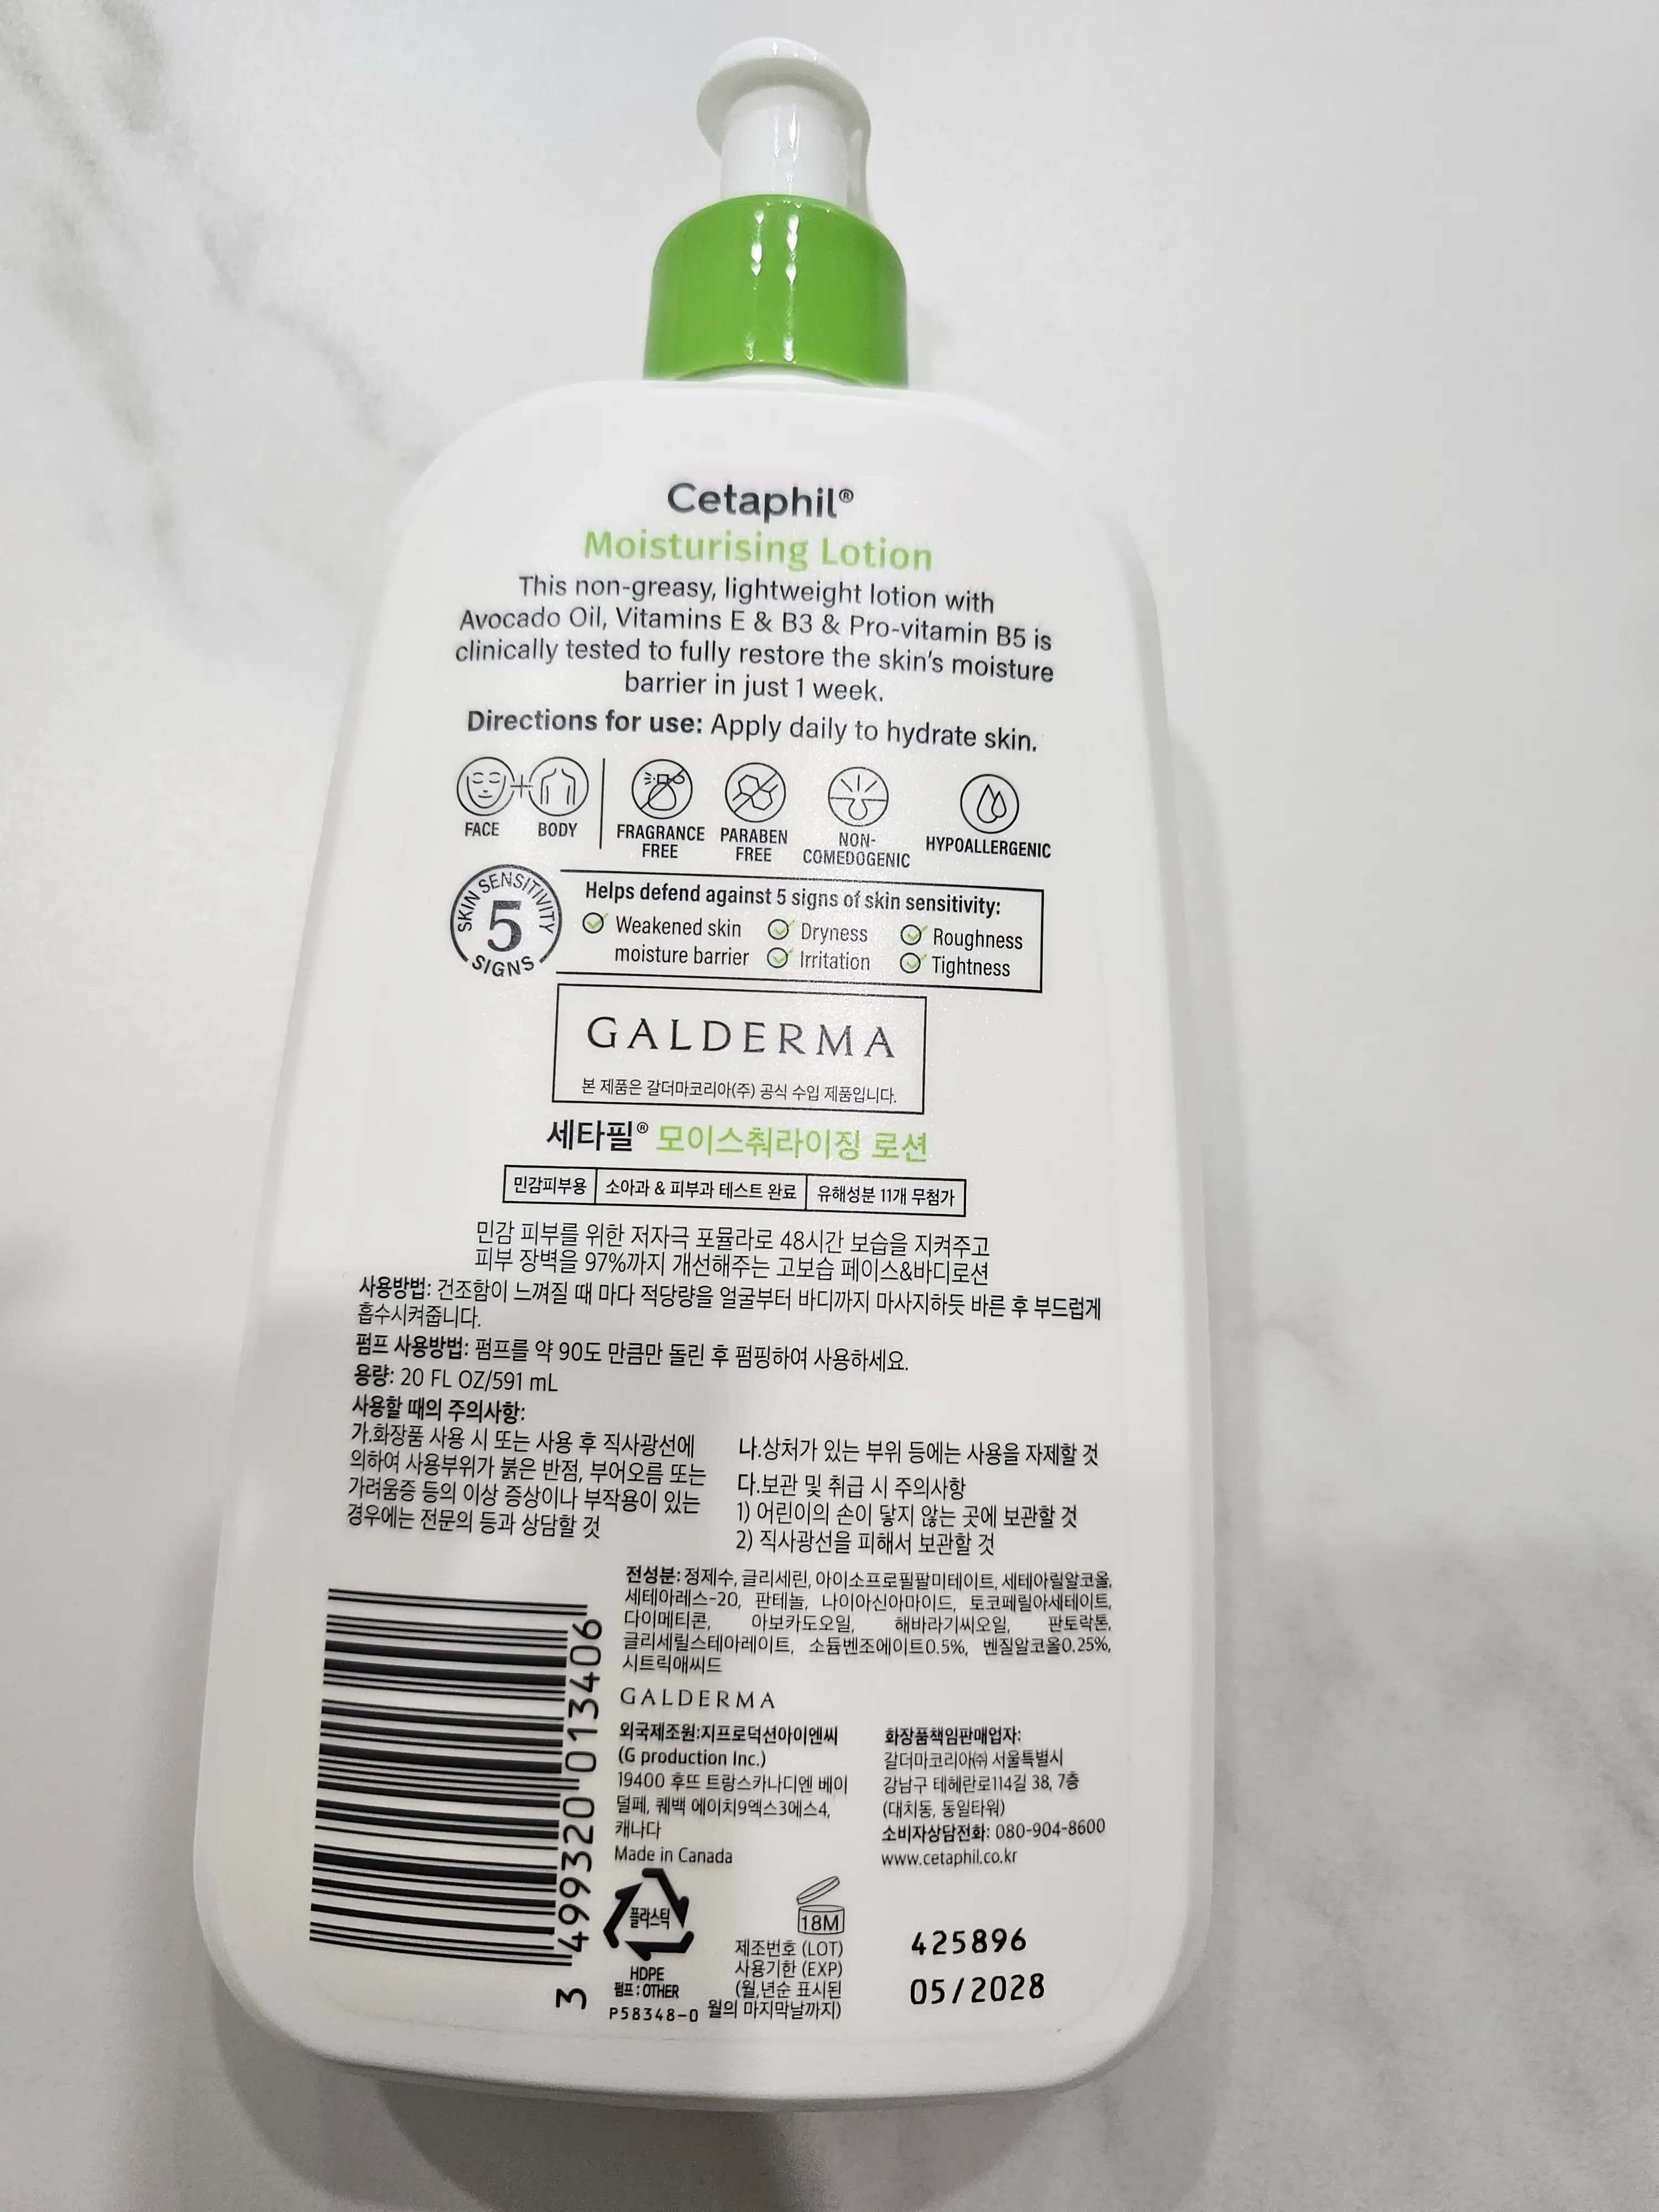 Cetaphil®
Moisturising Lotion
This non-greasy, lightweight lotion with
Avocado Oil, Vitamins E & B3 & Pro-vitamin B5 is
clinically tested to fully restore the skin's moisture
barrier in just 1 week.
Directions for use: Apply daily to hydrate skin.
FACE + BODY
FRAGRANCE FREE
PARABEN FREE
NON-COMEDOGENIC
HYPOALLERGENIC
SKIN SENSITIVITY
5
SIGNS
Helps defend against 5 signs of skin sensitivity:
Weakened skin moisture barrier
Dryness
Irritation
Roughness
Tightness
GALDERMA
본 제품은 갈더마코리아(주) 공식 수입 제품입니다.
세타필® 모이스춰라이징 로션
민감피부용 소아과 & 피부과 테스트 완료 유해성분 11개 무첨가
민감 피부를 위한 저자극 포뮬라로 48시간 보습을 지켜주고
피부 장벽을 97%까지 개선해주는 고보습 페이스&바디로션
사용방법: 건조함이 느껴질 때 마다 적당량을 얼굴부터 바디까지 마사지하듯 바른 후 부드럽게
흡수시켜줍니다.
펌프 사용방법: 펌프를 약 90도 만큼만 돌린 후 펌핑하여 사용하세요.
용량: 20 FL OZ/591 mL
사용할 때의 주의사항:
가.화장품 사용 시 또는 사용 후 직사광선에
의하여 사용부위가 붉은 반점, 부어오름 또는
가려움증 등의 이상 증상이나 부작용이 있는
경우에는 전문의 등과 상담할 것
나.상처가 있는 부위 등에는 사용을 자제할 것
다.보관 및 취급 시 주의사항
1) 어린이의 손이 닿지 않는 곳에 보관할 것
2) 직사광선을 피해서 보관할 것
전성분: 정제수, 글리세린, 아이소프로필팔미테이트, 세테아릴알코올,
세테아레스-20, 판테놀, 나이아신아마이드, 토코페릴아세테이트,
다이메티콘, 아보카도오일, 해바라기씨오일, 판토락톤,
글리세릴스테아레이트, 소듐벤조에이트0.5%, 벤질알코올0.25%,
시트릭애씨드
GALDERMA
외국제조원:지프로덕션아이엔씨
(G production Inc.)
19400 후뜨 트랑스카나디엔 베이
덜페, 퀘백 에이치9엑스3에스4,
캐나다
Made in Canada
화장품책임판매업자:
갈더마코리아㈜ 서울특별시
강남구 테헤란로114길 38, 7층
(대치동, 동일타워)
소비자상담전화: 080-904-8600
www.cetaphil.co.kr
3 499320 013406
플라스틱
HDPE
펌프 : OTHER
P58348-0
18M
제조번호 (LOT)
사용기한 (EXP)
(월,년순 표시된
월의 마지막날까지)
425896
05/2028